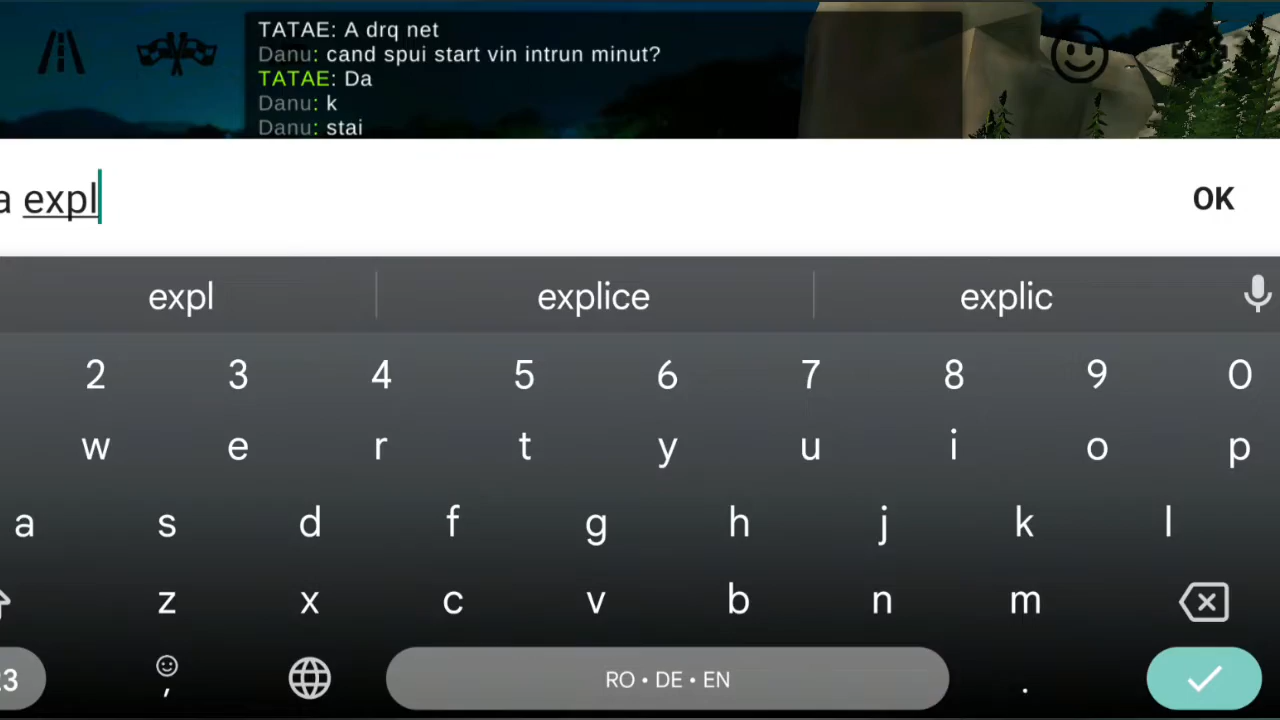 TATAE: A drq net
Danu: cand spui start vin intrun minut?
TATAE: Da
Danu: k
Danu: stai
a expl
OK
expl explice explic
2 3 4 5 6 7 8 9 0
w e r t y u i o p
a s d f g h j k l
z x c v b n m
23 , RO • DE • EN .